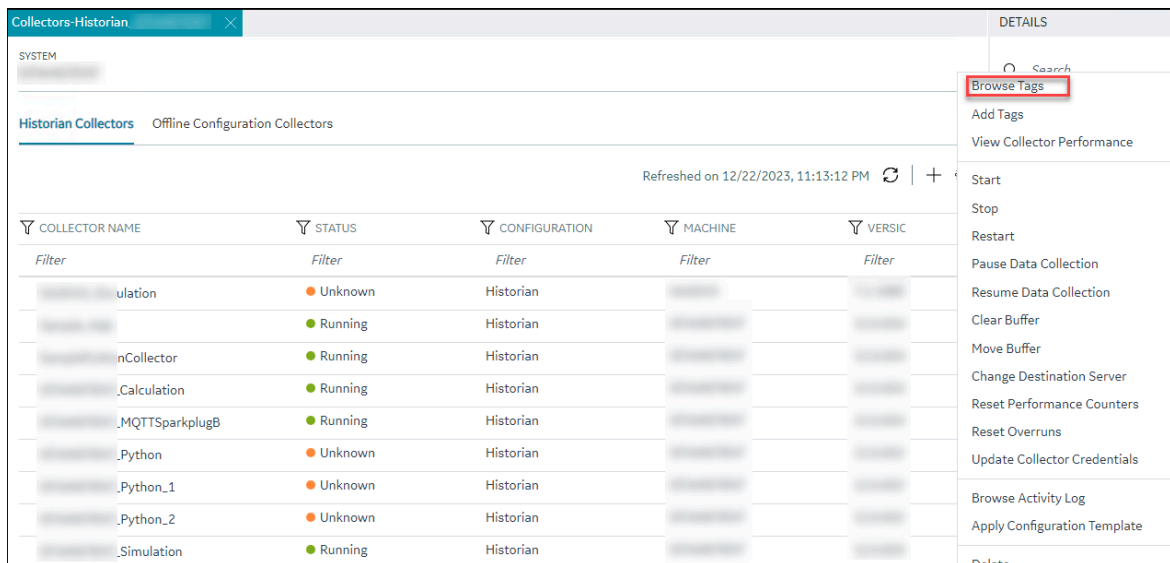 Collectors-Historian
DETAILS
SYSTEM
Search
Browse Tags
Add Tags
View Collector Performance
Start
Stop
Restart
Pause Data Collection
Resume Data Collection
Clear Buffer
Move Buffer
Change Destination Server
Reset Performance Counters
Reset Overruns
Update Collector Credentials
Browse Activity Log
Apply Configuration Template
Delete
Historian Collectors Offline Configuration Collectors
Refreshed on 12/22/2023, 11:13:12 PM
COLLECTOR NAME STATUS CONFIGURATION MACHINE VERSIC
Filter Filter Filter Filter Filter
ulation Unknown Historian
Running Historian
nCollector Running Historian
_Calculation Running Historian
_MQTTSparkplugB Running Historian
_Python Unknown Historian
_Python_1 Unknown Historian
_Python_2 Unknown Historian
_Simulation Running Historian